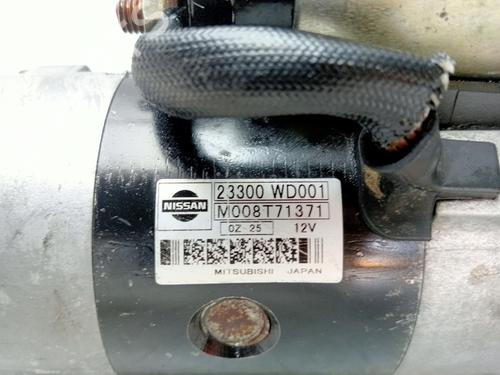 NISSAN
23300 WD001
M008T71371
0Z 25 12V
MITSUBISHI JAPAN